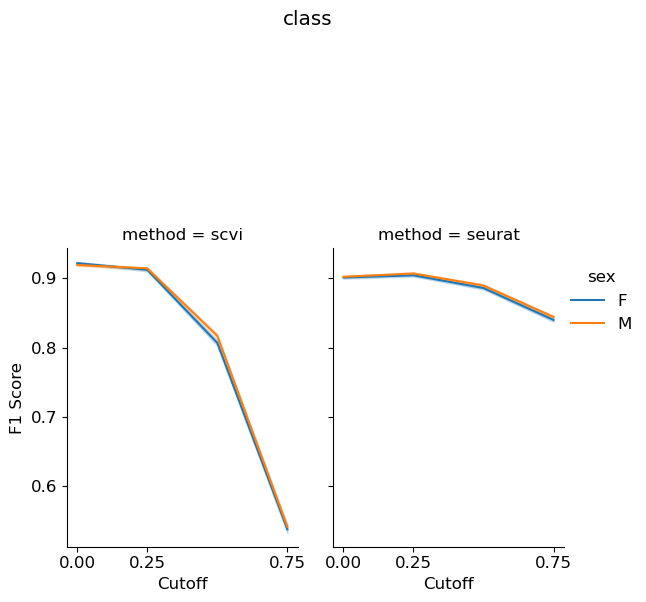 class
method = scvi
method = seurat
0.9
0.8
0.7
0.6
F1 Score
0.00 0.25 0.75
0.00 0.25 0.75
Cutoff
Cutoff
sex
F
M